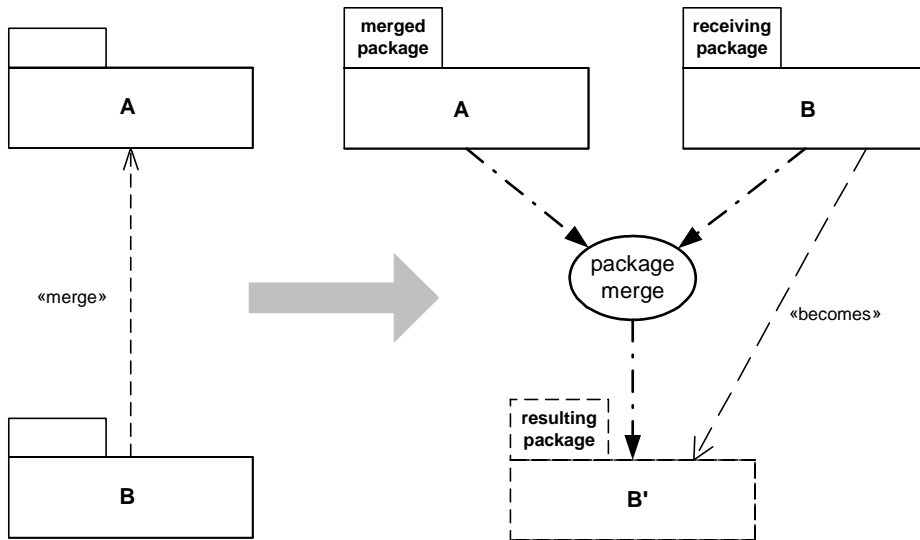 merged
package
receiving
package
A
A
B
package
merge
«merge»
«becomes»
resulting
package
B
B'